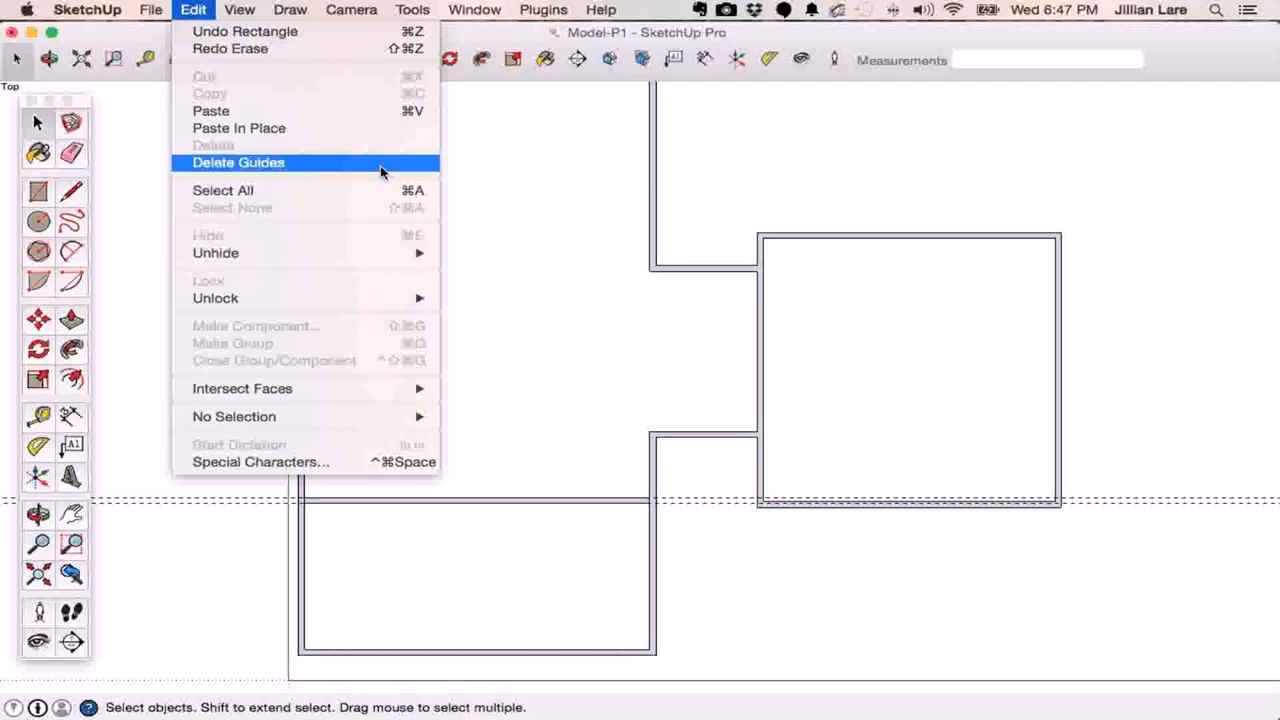 SketchUp File Edit View Draw Camera Tools Window Plugins Help Wed 6:47 PM Jillian Lare
Model-P1 - SketchUp Pro
Measurements
Top
Undo Rectangle ⌘Z
Redo Erase ⇧⌘Z
Cut ⌘X
Copy ⌘C
Paste ⌘V
Paste In Place
Delete
Delete Guides
Select All ⌘A
Select None ⇧⌘A
Hide ⌘E
Unhide
Lock
Unlock
Make Component... ⇧⌘G
Make Group ⌘G
Close Group/Component ^⇧⌘G
Intersect Faces
No Selection
Start Dictation fn fn
Special Characters... ^⌘Space
A1
Select objects. Shift to extend select. Drag mouse to select multiple.